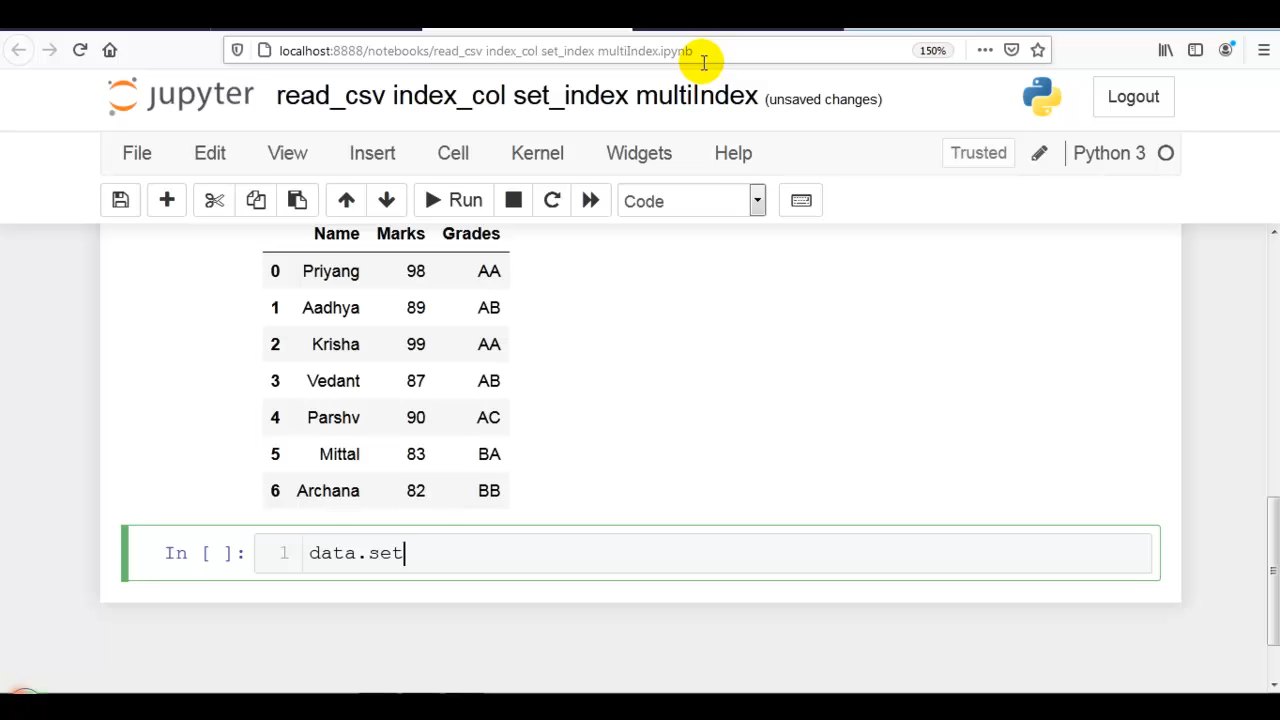 localhost:8888/notebooks/read_csv index_col set_index multiIndex.ipynb 150%
jupyter read_csv index_col set_index multiIndex (unsaved changes) Logout
File Edit View Insert Cell Kernel Widgets Help Trusted Python 3
Run Code
Name Marks Grades
0 Priyang 98 AA
1 Aadhya 89 AB
2 Krisha 99 AA
3 Vedant 87 AB
4 Parshv 90 AC
5 Mittal 83 BA
6 Archana 82 BB
In [ ]: 1 data.set